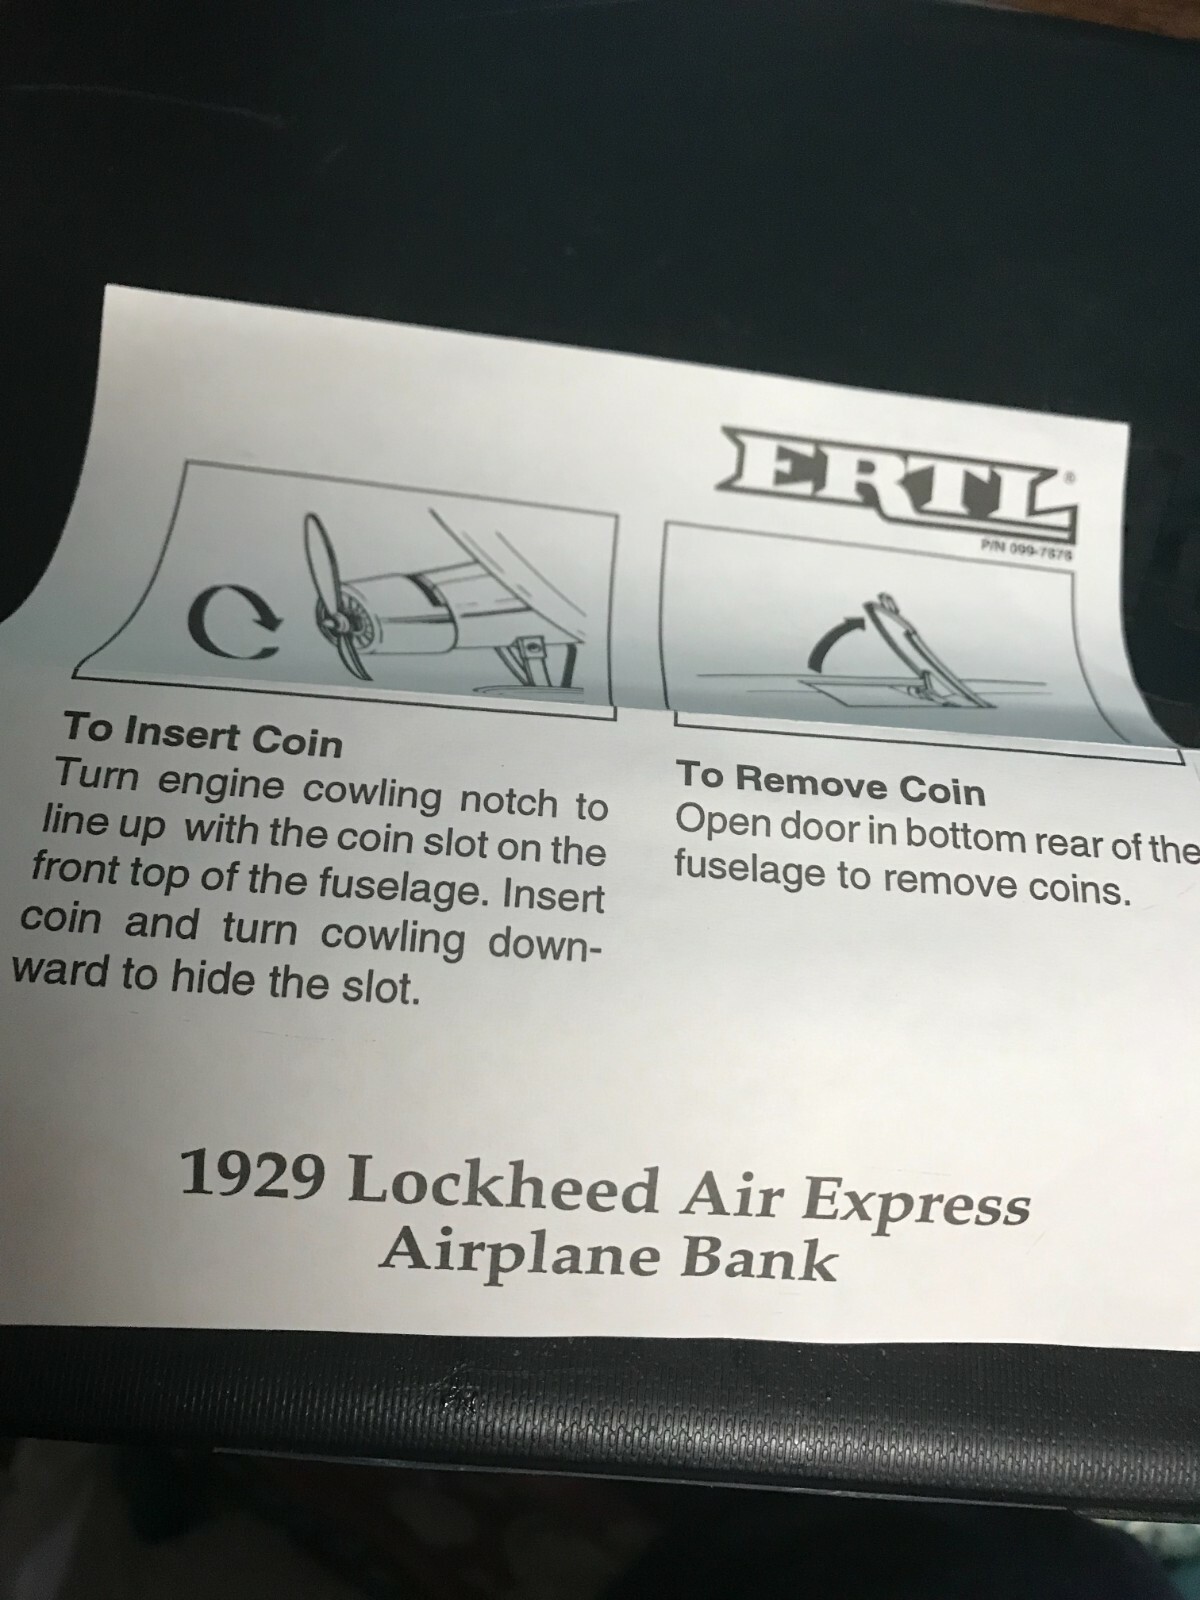 ERTL®
P/N 099-7676
To Insert Coin
Turn engine cowling notch to
line up with the coin slot on the
front top of the fuselage. Insert
coin and turn cowling down-
ward to hide the slot.
To Remove Coin
Open door in bottom rear of the
fuselage to remove coins.
1929 Lockheed Air Express
Airplane Bank